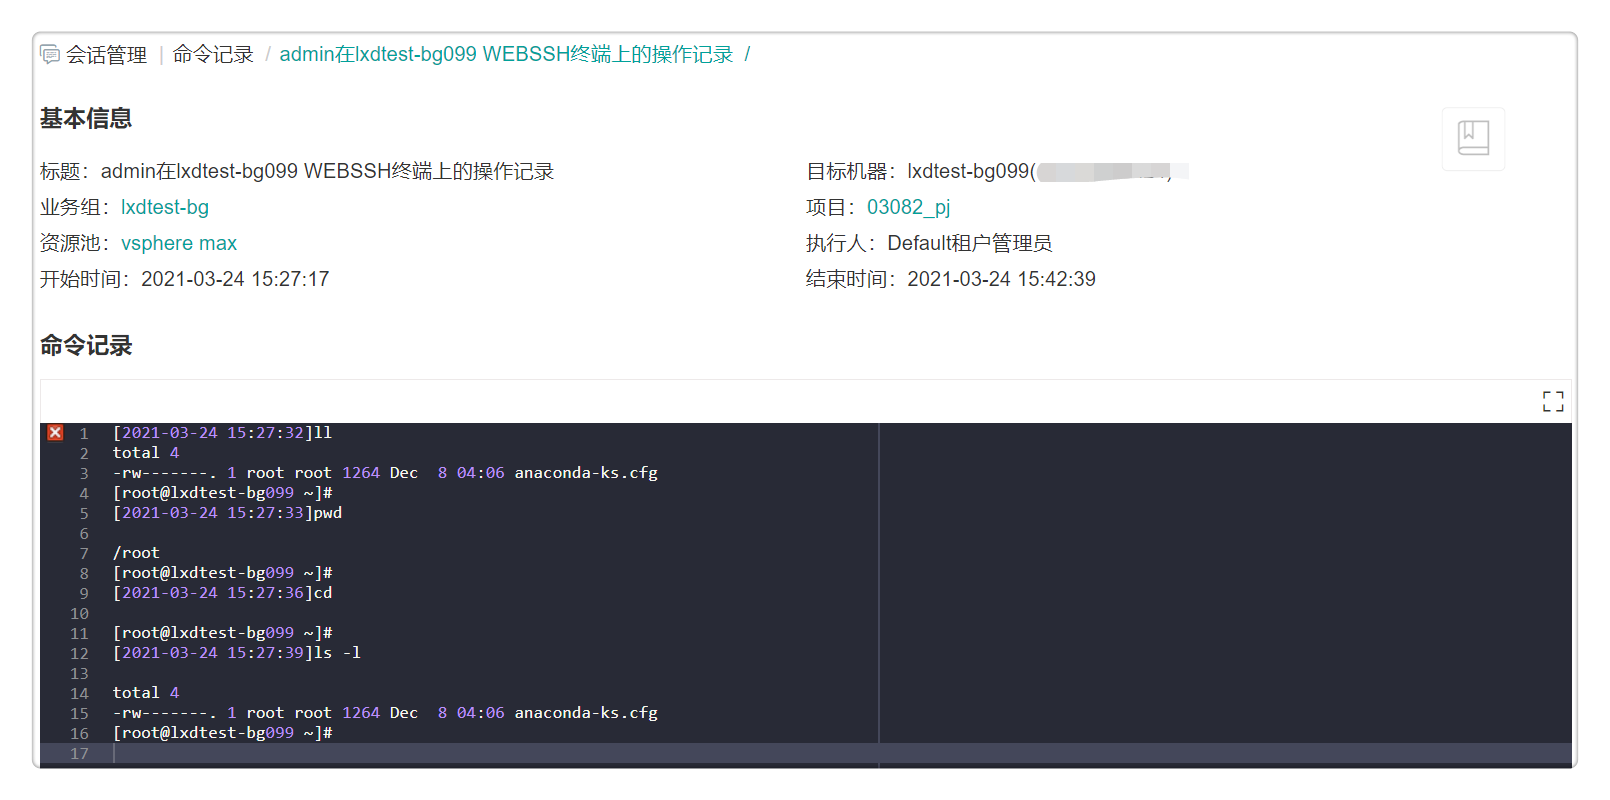 会话管理 | 命令记录 / admin在lxdtest-bg099 WEBSSH终端上的操作记录 /
基本信息
标题：admin在lxdtest-bg099 WEBSSH终端上的操作记录
目标机器：lxdtest-bg099(
业务组：lxdtest-bg
项目：03082_pj
资源池：vsphere max
执行人：Default租户管理员
开始时间：2021-03-24 15:27:17
结束时间：2021-03-24 15:42:39
命令记录
1 [2021-03-24 15:27:32]ll
2 total 4
3 -rw-------. 1 root root 1264 Dec  8 04:06 anaconda-ks.cfg
4 [root@lxdtest-bg099 ~]#
5 [2021-03-24 15:27:33]pwd
6
7 /root
8 [root@lxdtest-bg099 ~]#
9 [2021-03-24 15:27:36]cd
10
11 [root@lxdtest-bg099 ~]#
12 [2021-03-24 15:27:39]ls -l
13
14 total 4
15 -rw-------. 1 root root 1264 Dec  8 04:06 anaconda-ks.cfg
16 [root@lxdtest-bg099 ~]#
17